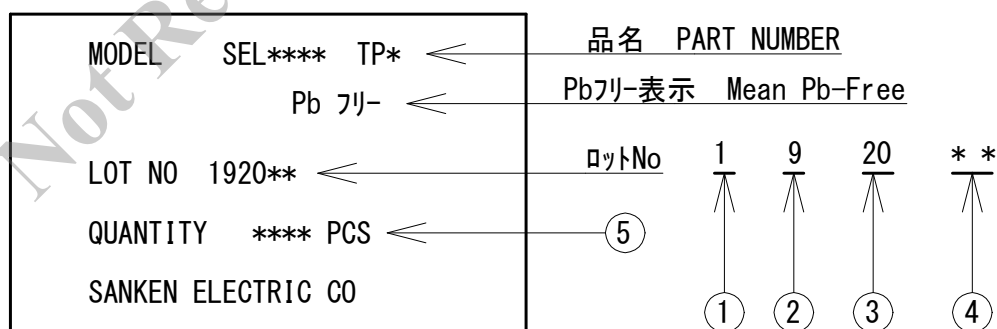 MODEL SEL**** TP*
品名 PART NUMBER
Pb ﾌﾘｰ
Pbﾌﾘｰ表示 Mean Pb-Free
LOT NO 1920**
ﾛｯﾄNo 1 9 20 * *
QUANTITY **** PCS
⑤
SANKEN ELECTRIC CO
① ② ③ ④
Not Re